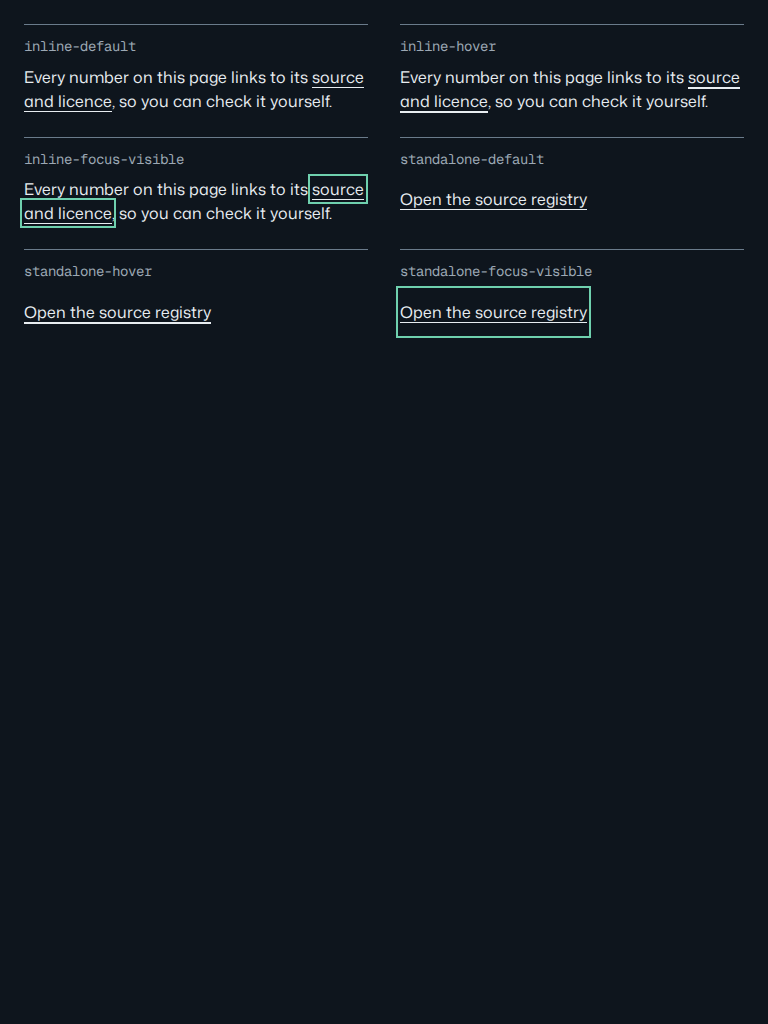 inline-default
Every number on this page links to its source
and licence, so you can check it yourself.
inline-hover
Every number on this page links to its source
and licence, so you can check it yourself.
inline-focus-visible
Every number on this page links to its source
and licence, so you can check it yourself.
standalone-default
Open the source registry
standalone-hover
Open the source registry
standalone-focus-visible
Open the source registry